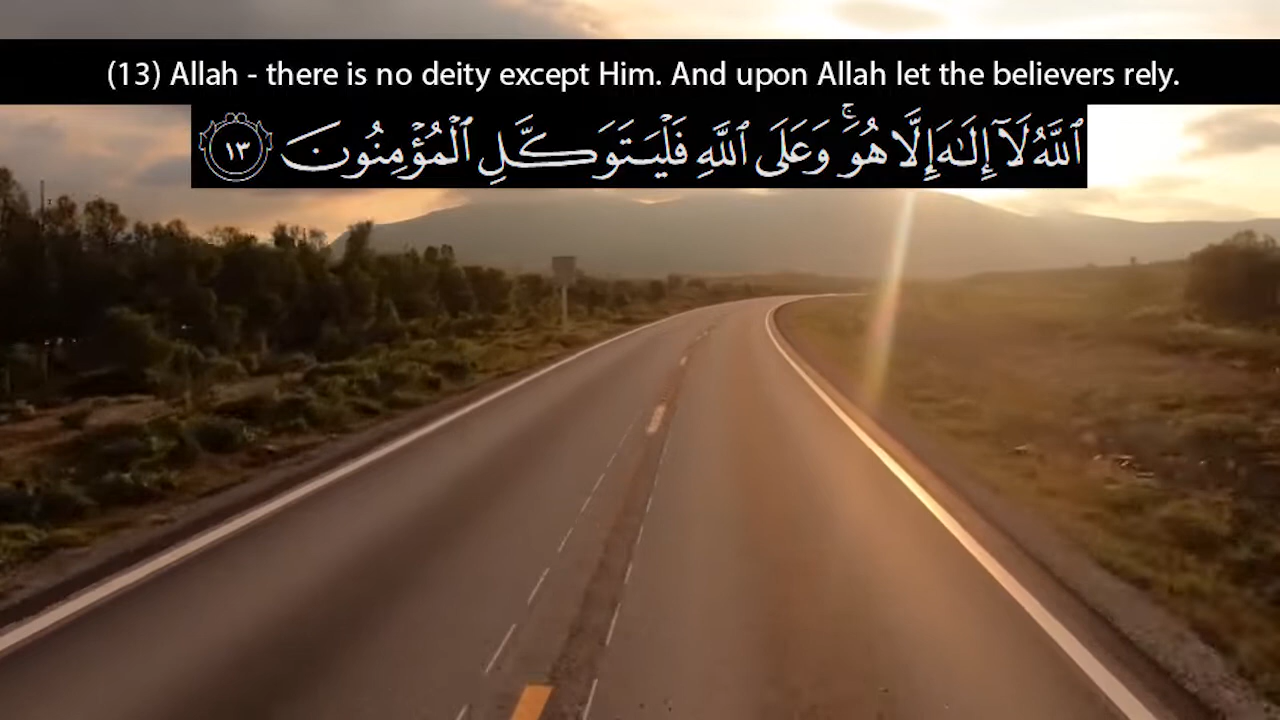 (13) Allah - there is no deity except Him. And upon Allah let the believers rely.
ٱللَّهُ لَآ إِلَـٰهَ إِلَّا هُوَ ۚ وَعَلَى ٱللَّهِ فَلْيَتَوَكَّلِ ٱلْمُؤْمِنُونَ ١٣